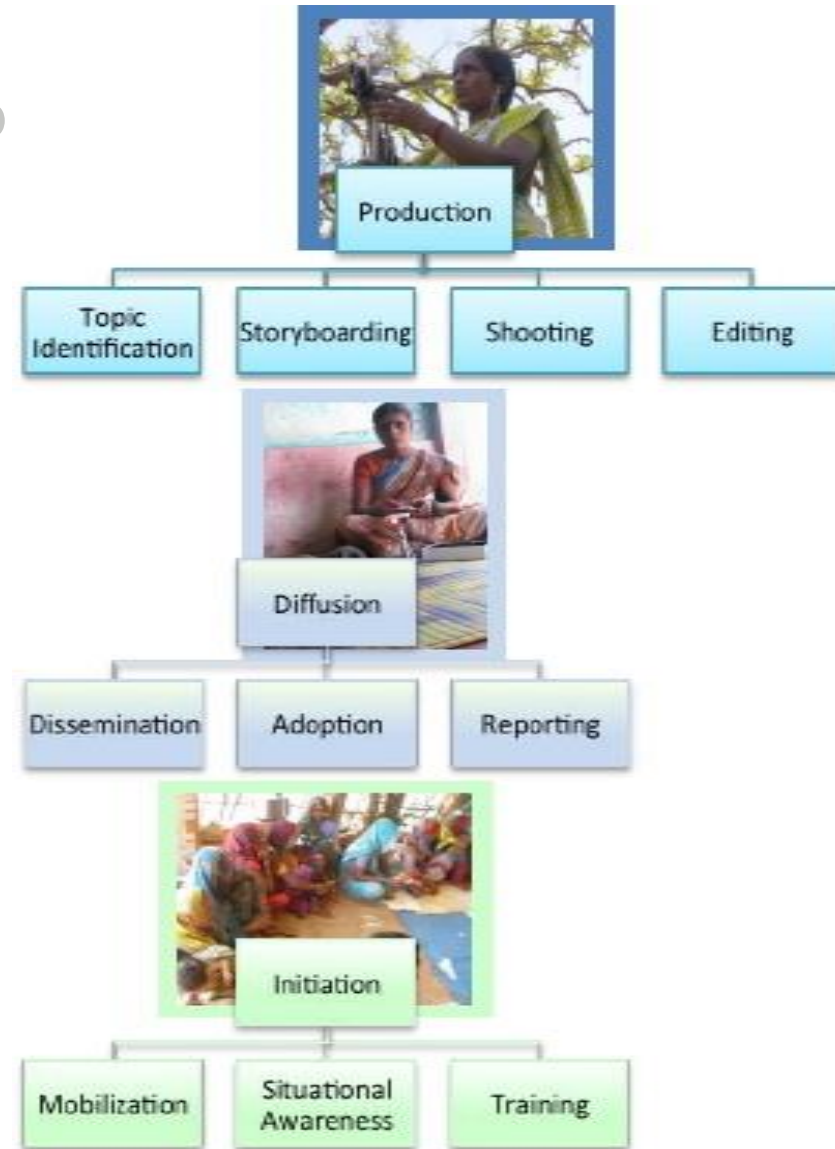 Production
Topic
Identification
Storyboarding
Shooting
Editing
Diffusion
Dissemination
Adoption
Reporting
Initiation
Mobilization
Situational
Awareness
Training